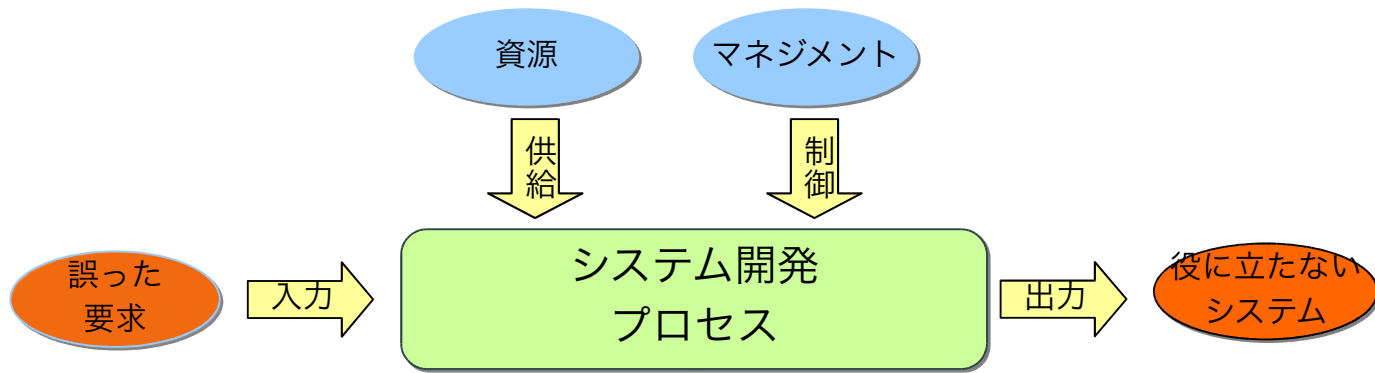 資源
マネジメント
供給
制御
誤った
要求
入力
システム開発
プロセス
出力
役に立たない
システム